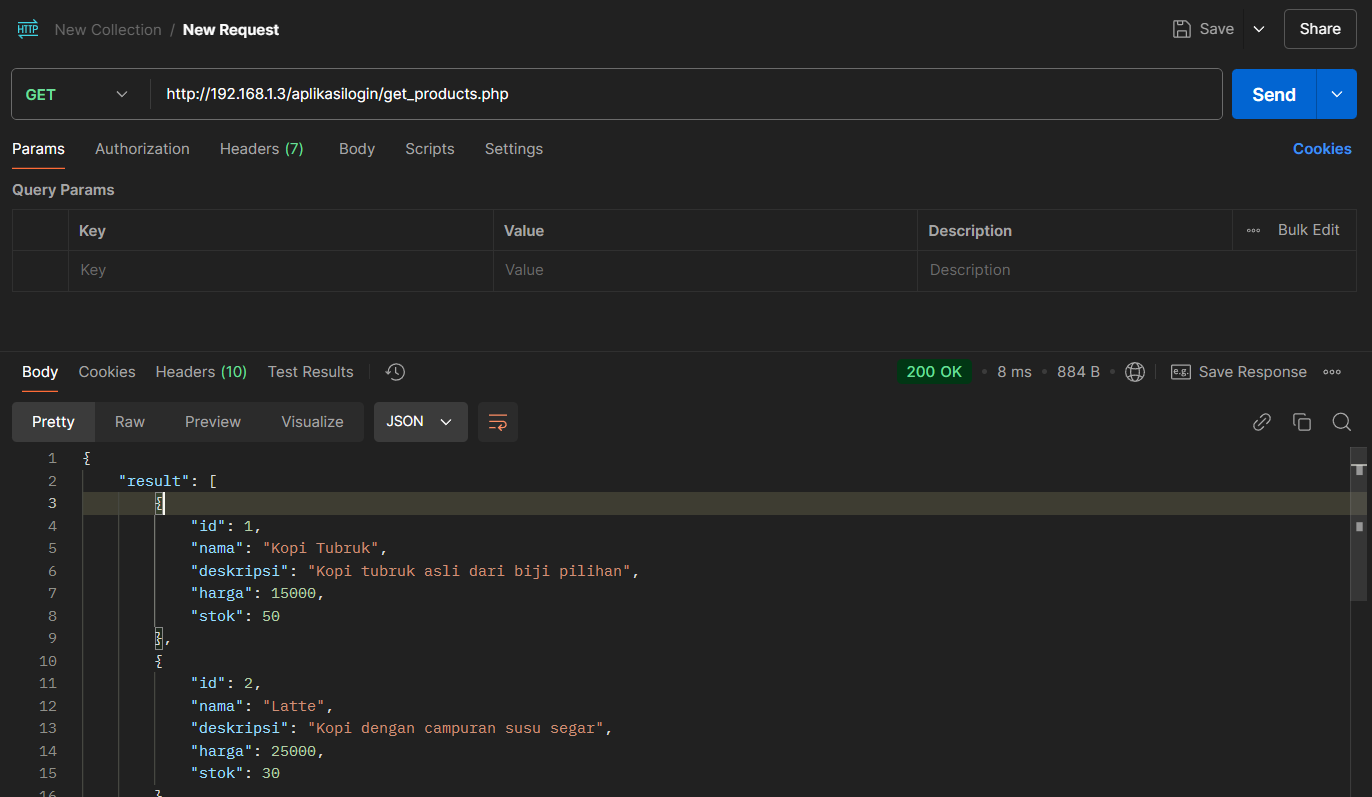 HTTP New Collection / New Request Save Share
GET http://192.168.1.3/aplikasilogin/get_products.php Send
Params Authorization Headers (7) Body Scripts Settings Cookies
Query Params
Key Value Description Bulk Edit
Key Value Description
Body Cookies Headers (10) Test Results 200 OK • 8 ms • 884 B • e.g. Save Response
Pretty Raw Preview Visualize JSON
1 {
2 "result": [
3 {
4 "id": 1,
5 "nama": "Kopi Tubruk",
6 "deskripsi": "Kopi tubruk asli dari biji pilihan",
7 "harga": 15000,
8 "stok": 50
9 },
10 {
11 "id": 2,
12 "nama": "Latte",
13 "deskripsi": "Kopi dengan campuran susu segar",
14 "harga": 25000,
15 "stok": 30
16 }